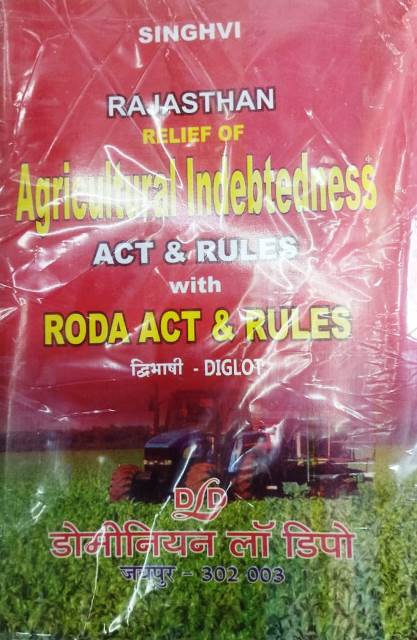 SINGHVI
RAJASTHAN
RELIEF OF
Agricultural Indebtedness
ACT & RULES
with
RODA ACT & RULES
द्विभाषी - DIGLOT
DLD
डोमीनियन लॉ डिपो
जयपुर - 302 003